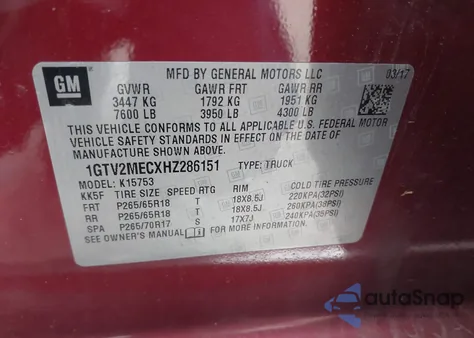 GM
MFD BY GENERAL MOTORS LLC 03/17
GVWR GAWR FRT GAWR RR
3447 KG 1792 KG 1951 KG
7600 LB 3950 LB 4300 LB
THIS VEHICLE CONFORMS TO ALL APPLICABLE U.S. FEDERAL MOTOR
VEHICLE SAFETY STANDARDS IN EFFECT ON THE DATE OF
MANUFACTURE SHOWN ABOVE.
1GTV2MECXHZ286151 TYPE: TRUCK
MODEL: K15753
KK5F TIRE SIZE SPEED RTG RIM COLD TIRE PRESSURE
FRT P265/65R18 T 18X8.5J 220KPA(32PSI)
RR P265/65R18 T 18X8.5J 260KPA(38PSI)
SPA P265/70R17 S 17X7J 240KPA(35PSI)
SEE OWNER'S MANUAL FOR MORE INFORMATION
autoSnap